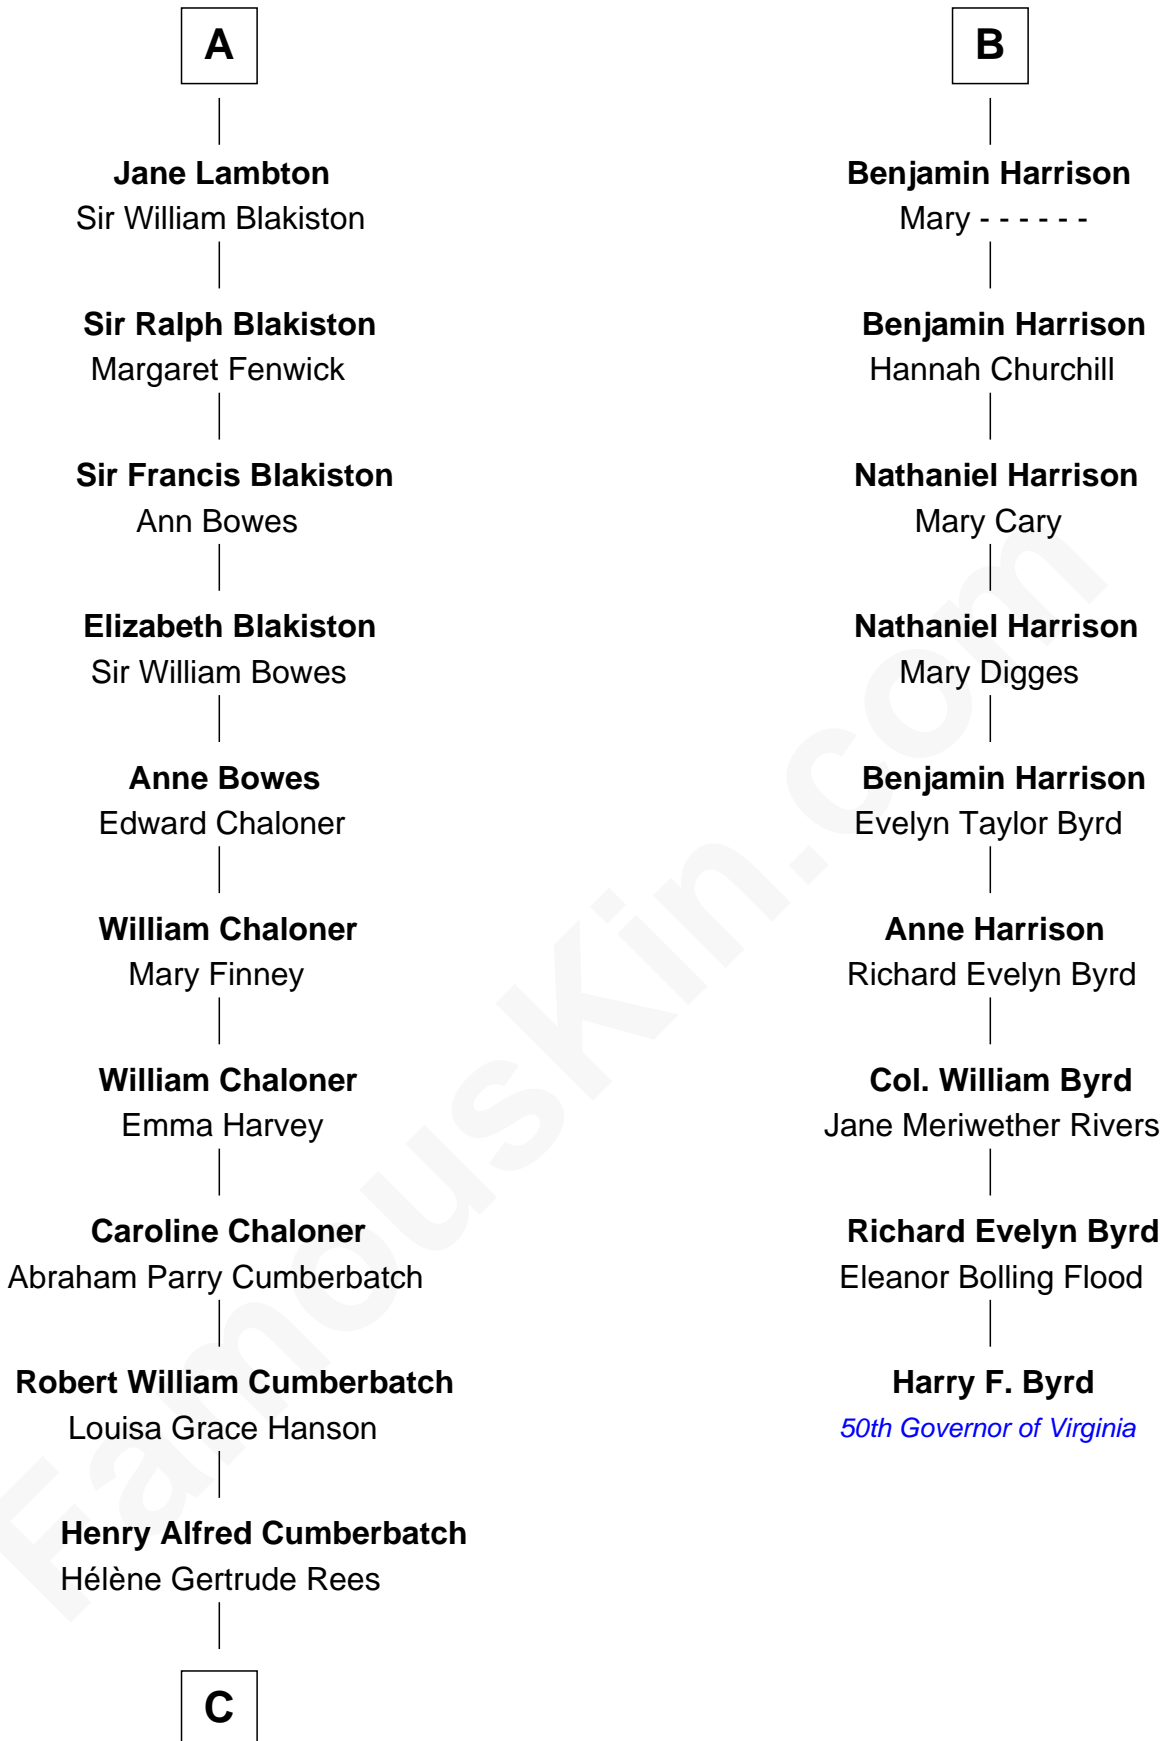 A
Jane Lambton
Sir William Blakiston
Sir Ralph Blakiston
Margaret Fenwick
Sir Francis Blakiston
Ann Bowes
Elizabeth Blakiston
Sir William Bowes
Anne Bowes
Edward Chaloner
William Chaloner
Mary Finney
William Chaloner
Emma Harvey
Caroline Chaloner
Abraham Parry Cumberbatch
Robert William Cumberbatch
Louisa Grace Hanson
Henry Alfred Cumberbatch
Hélène Gertrude Rees
C
B
Benjamin Harrison
Mary - - - - - -
Benjamin Harrison
Hannah Churchill
Nathaniel Harrison
Mary Cary
Nathaniel Harrison
Mary Digges
Benjamin Harrison
Evelyn Taylor Byrd
Anne Harrison
Richard Evelyn Byrd
Col. William Byrd
Jane Meriwether Rivers
Richard Evelyn Byrd
Eleanor Bolling Flood
Harry F. Byrd
50th Governor of Virginia
FamousKin.com